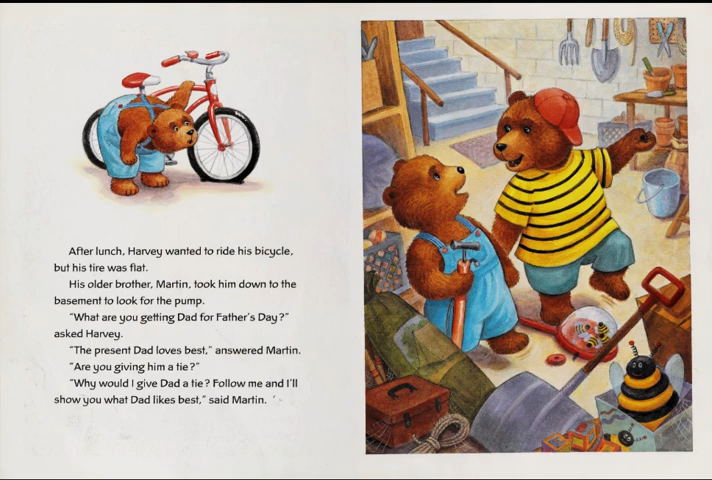 After lunch, Harvey wanted to ride his bicycle,
but his tire was flat.
His older brother, Martin, took him down to the
basement to look for the pump.
"What are you getting Dad for Father's Day?"
asked Harvey.
"The present Dad loves best," answered Martin.
"Are you giving him a tie?"
"Why would I give Dad a tie? Follow me and I'll
show you what Dad likes best," said Martin.